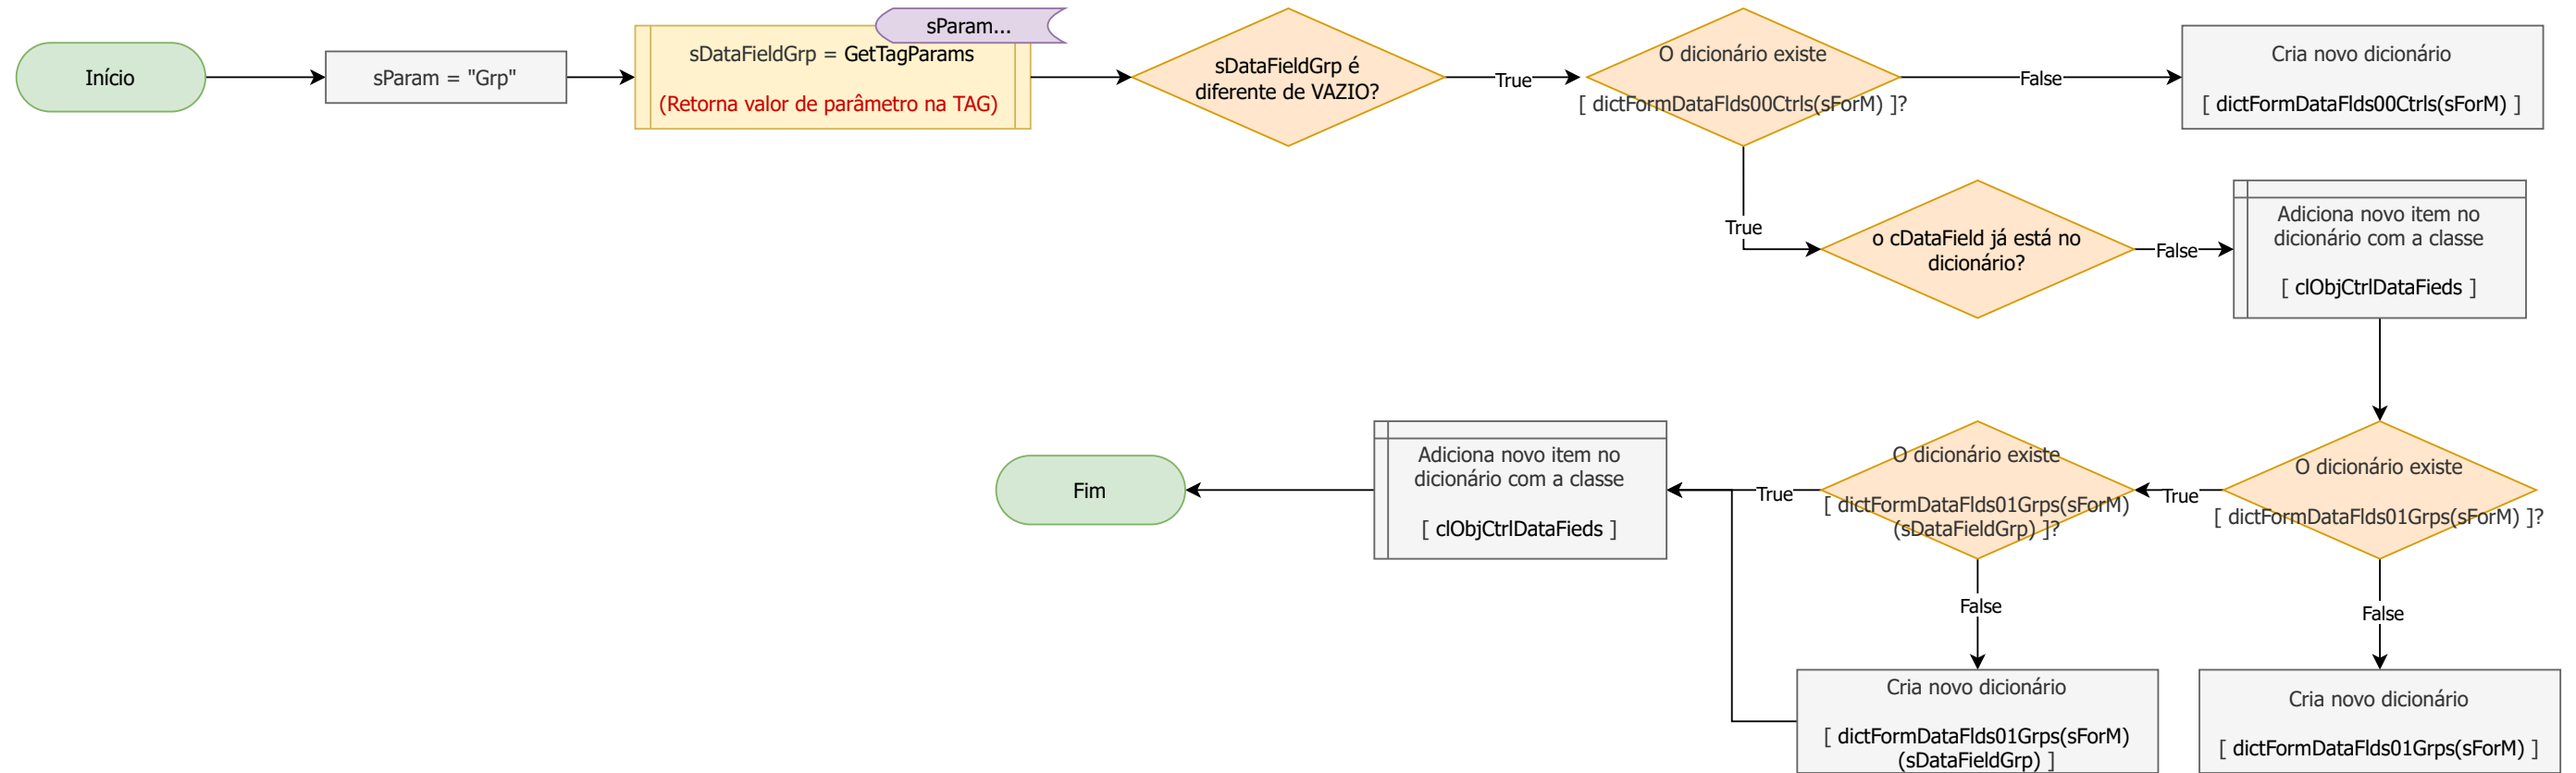 sParam...
Início
sParam = "Grp"
sDataFieldGrp = GetTagParams
(Retorna valor de parâmetro na TAG)
sDataFieldGrp é
diferente de VAZIO?
True
O dicionário existe
[ dictFormDataFlds00Ctrls(sForM) ]?
False
Cria novo dicionário
[ dictFormDataFlds00Ctrls(sForM) ]
True
o cDataField já está no
dicionário?
False
Adiciona novo item no
dicionário com a classe
[ clObjCtrlDataFieds ]
Fim
Adiciona novo item no
dicionário com a classe
[ clObjCtrlDataFieds ]
True
O dicionário existe
[ dictFormDataFlds01Grps(sForM)
(sDataFieldGrp) ]?
True
O dicionário existe
[ dictFormDataFlds01Grps(sForM) ]?
False
False
Cria novo dicionário
[ dictFormDataFlds01Grps(sForM)
(sDataFieldGrp) ]
Cria novo dicionário
[ dictFormDataFlds01Grps(sForM) ]